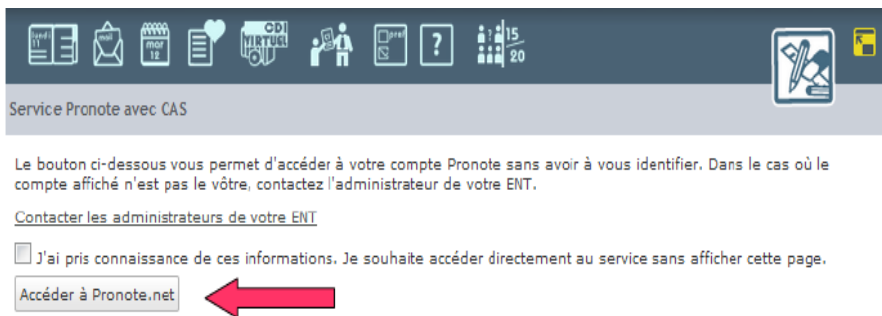 lundi 11 mail mar 12 CDI VIRTUEL pref ? ? 15 20
Service Pronote avec CAS
Le bouton ci-dessous vous permet d'accéder à votre compte Pronote sans avoir à vous identifier. Dans le cas où le
compte affiché n'est pas le vôtre, contactez l'administrateur de votre ENT.
Contacter les administrateurs de votre ENT
J'ai pris connaissance de ces informations. Je souhaite accéder directement au service sans afficher cette page.
Accéder à Pronote.net